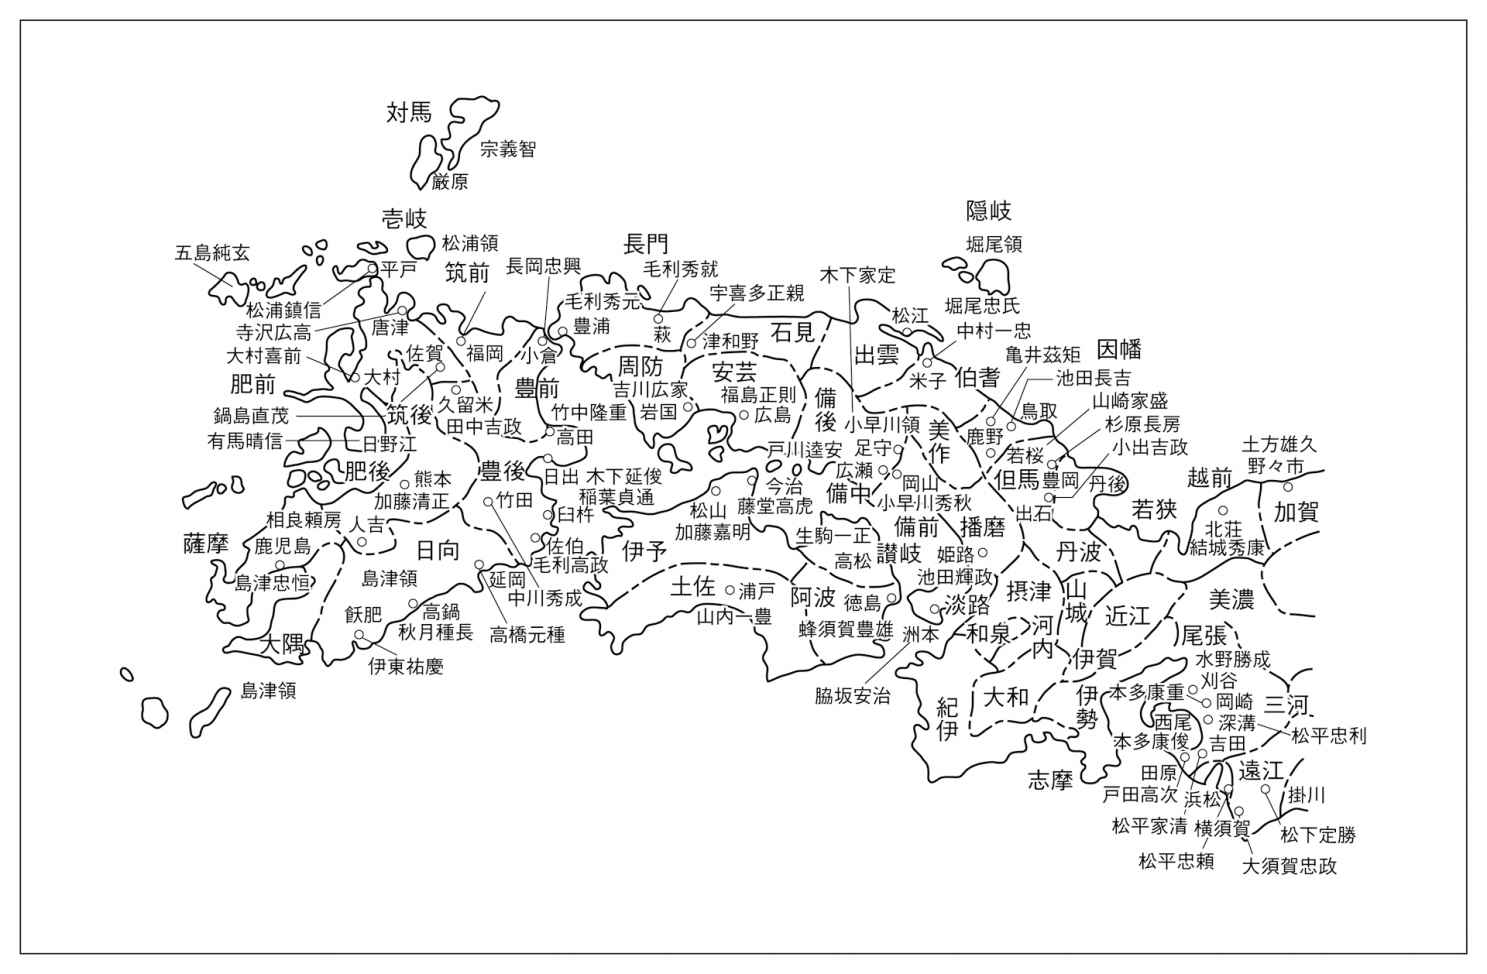 対馬
宗義智
厳原
壱岐
松浦領
五島純玄
平戸
松浦鎮信
寺沢広高
唐津
大村喜前
大村
肥前
鍋島直茂
有馬晴信
日野江
佐賀
筑前
福岡
長岡忠興
小倉
豊前
久留米
筑後
田中吉政
竹中隆重
高田
肥後
熊本
加藤清正
豊後
日出
木下延俊
稲葉貞通
竹田
臼杵
佐伯
毛利高政
中川秀成
相良頼房
人吉
薩摩
鹿児島
島津忠恒
日向
島津領
延岡
高橋元種
高鍋
秋月種長
飫肥
伊東祐慶
大隅
島津領
長門
毛利秀就
毛利秀元
豊浦
萩
宇喜多正親
津和野
石見
周防
吉川広家
岩国
安芸
福島正則
広島
木下家定
備後
小早川領
戸川逵安
足守
広瀬
備中
岡山
小早川秀秋
備前
美作
隠岐
堀尾領
堀尾忠氏
松江
出雲
中村一忠
米子
伯耆
亀井茲矩
因幡
池田長吉
鳥取
鹿野
山崎家盛
若桜
杉原長房
小出吉政
但馬
豊岡
出石
丹後
播磨
姫路
池田輝政
丹波
若狭
越前
北荘
結城秀康
土方雄久
野々市
加賀
松山
加藤嘉明
今治
藤堂高虎
伊予
生駒一正
高松
讃岐
土佐
浦戸
山内一豊
阿波
徳島
蜂須賀豊雄
淡路
洲本
脇坂安治
摂津
山城
河内
和泉
近江
美濃
伊賀
大和
紀伊
伊勢
志摩
尾張
水野勝成
刈谷
本多康重
岡崎
三河
西尾
深溝
松平忠利
本多康俊
吉田
田原
戸田高次
浜松
松平家清
横須賀
松平忠頼
大須賀忠政
遠江
掛川
松下定勝